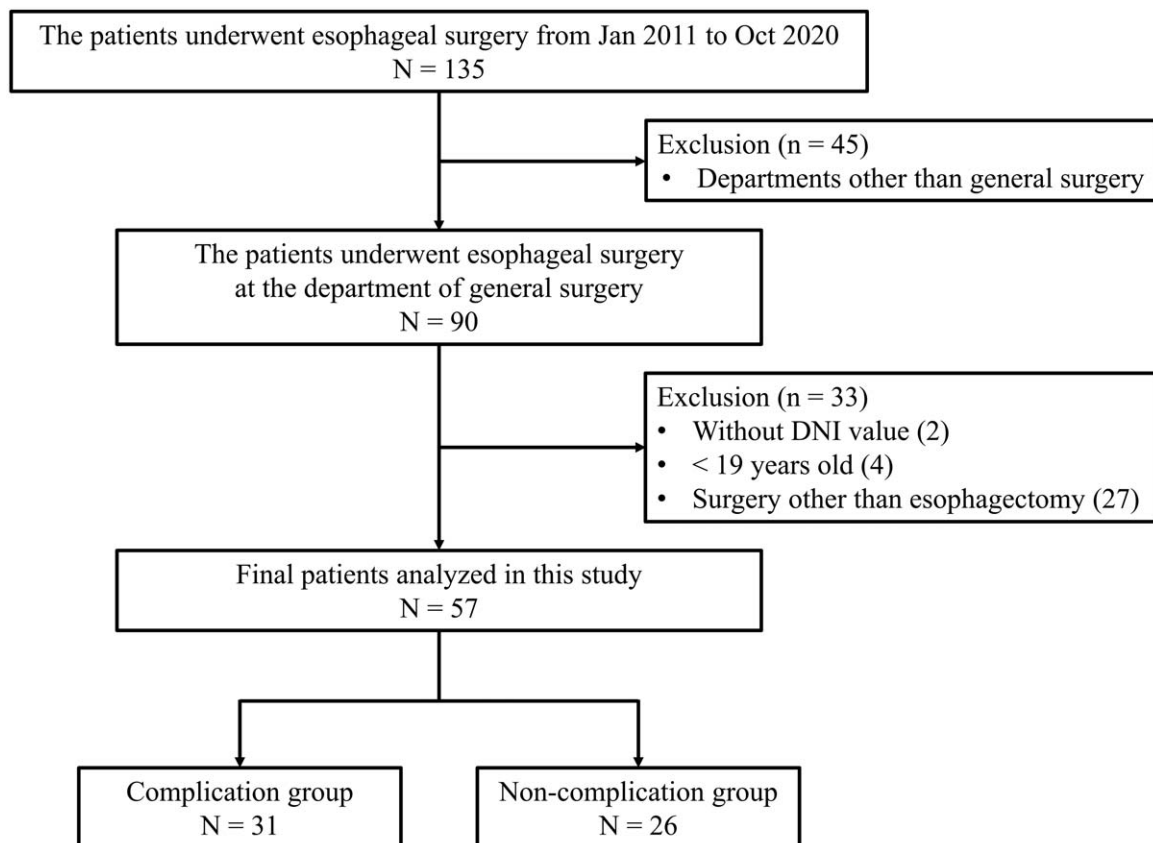 The patients underwent esophageal surgery from Jan 2011 to Oct 2020
N = 135
Exclusion (n = 45)
• Departments other than general surgery
The patients underwent esophageal surgery
at the department of general surgery
N = 90
Exclusion (n = 33)
• Without DNI value (2)
• < 19 years old (4)
• Surgery other than esophagectomy (27)
Final patients analyzed in this study
N = 57
Complication group
N = 31
Non-complication group
N = 26